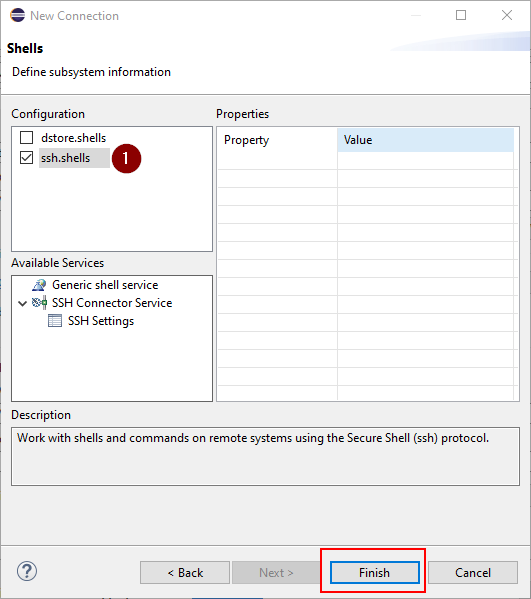 New Connection
Shells
Define subsystem information
Configuration
dstore.shells
ssh.shells
1
Properties
Property Value
Available Services
Generic shell service
SSH Connector Service
SSH Settings
Description
Work with shells and commands on remote systems using the Secure Shell (ssh) protocol.
?
< Back Next > Finish Cancel